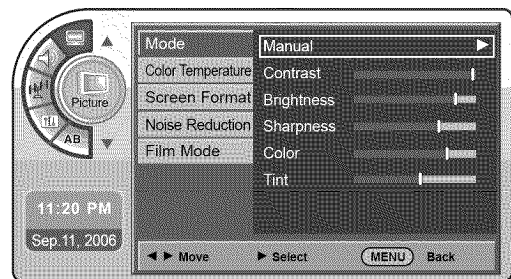 Picture
AB
11:20 PM
Sep.11, 2006
Mode
Color Temperature
Screen Format
Noise Reduction
Film Mode
Manual
Contrast
Brightness
Sharpness
Color
Tint
◄ ► Move
► Select
MENU Back